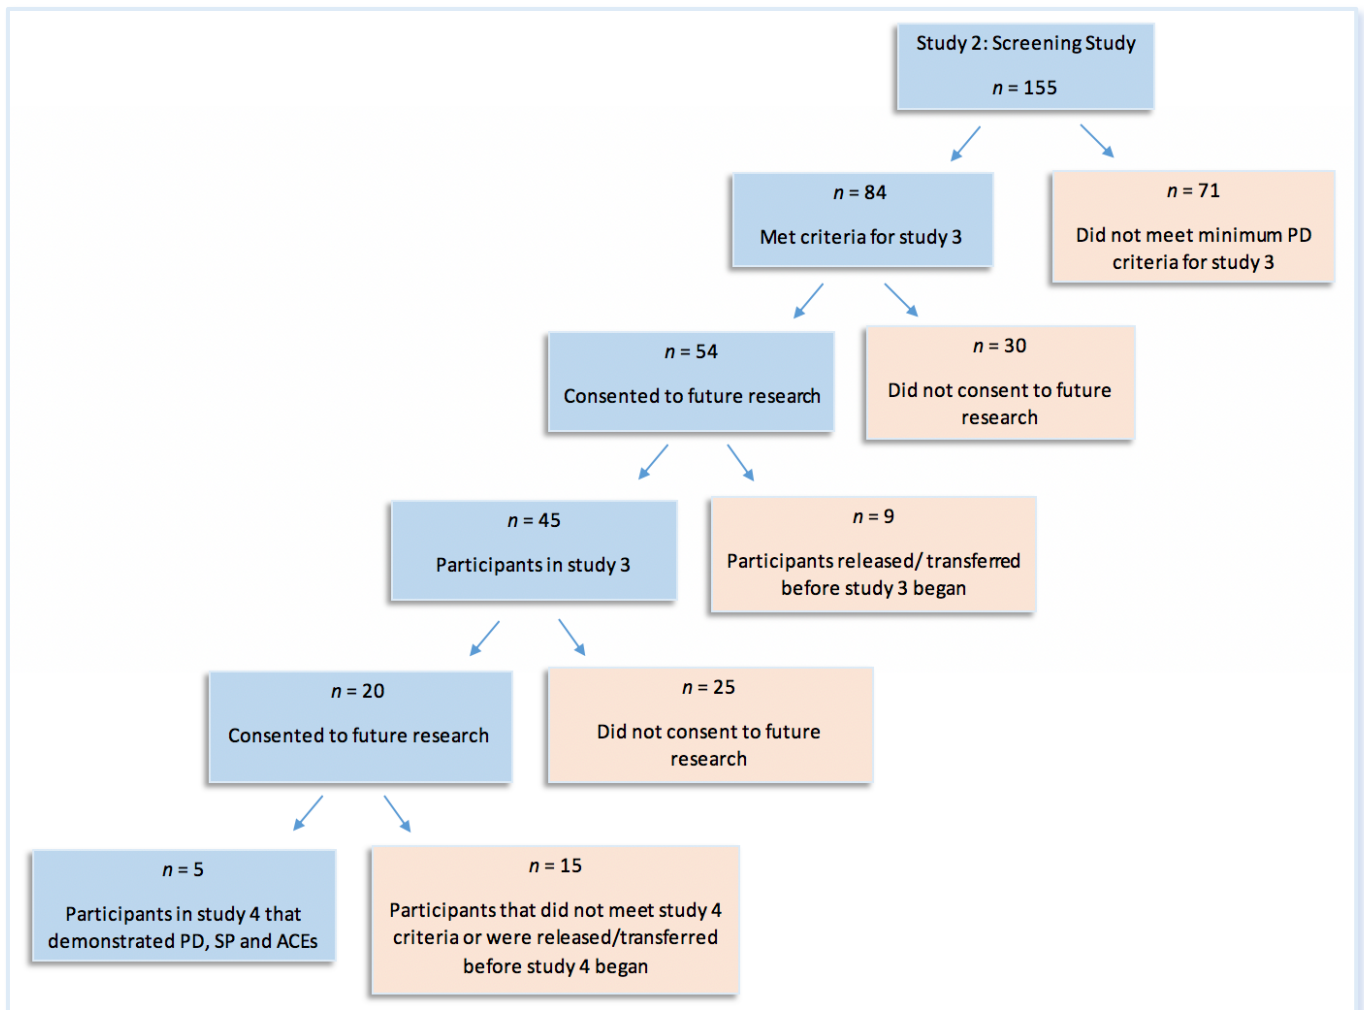 Study 2: Screening Study
n = 155
n = 84
Met criteria for study 3
n = 71
Did not meet minimum PD
criteria for study 3
n = 54
Consented to future research
n = 30
Did not consent to future
research
n = 45
Participants in study 3
n = 9
Participants released/ transferred
before study 3 began
n = 20
Consented to future research
n = 25
Did not consent to future
research
n = 5
Participants in study 4 that
demonstrated PD, SP and ACEs
n = 15
Participants that did not meet study 4
criteria or were released/transferred
before study 4 began